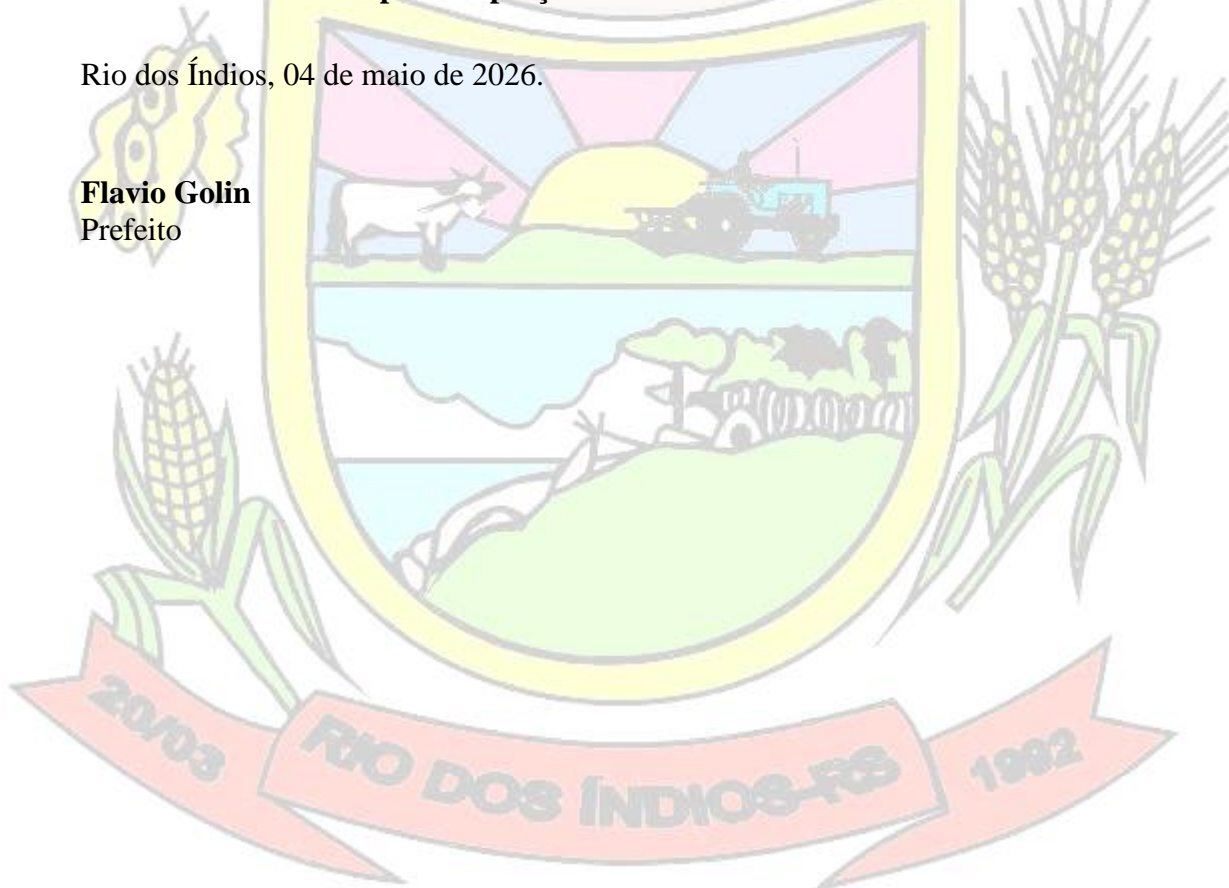 Rio dos Índios, 04 de maio de 2026.
Flavio Golin
Prefeito
20/03
RIO DOS ÍNDIOS-RS
1992